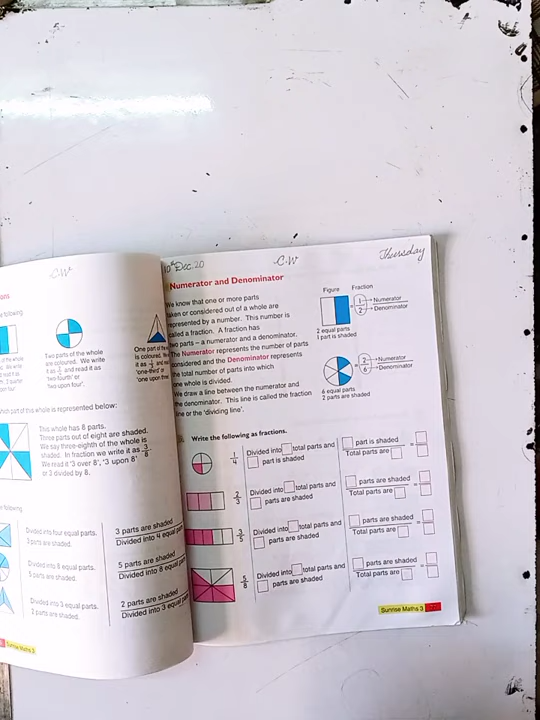 C.W
ons
Two parts of the whole
are coloured. We write
it as 2/4 and read it as
'two fourth' or
'two upon four'.
One part of
is coloured.
it as 1/3 and
'one-third' or
'one upon
part of this whole is represented below:
This whole has 8 parts.
Three parts out of eight are shaded.
We say three-eighth of the whole is
shaded. In fraction we write it as 3/8.
We read it '3 over 8', '3 upon 8'
or 3 divided by 8.
following
Divided into four equal parts.
3 parts are shaded.
3 parts are shaded
Divided into 4 equal
Divided into 8 equal parts.
5 parts are shaded.
5 parts are shaded
Divided into 8 equal
Divided into 3 equal parts.
2 parts are shaded.
2 parts are shaded
Divided into 3 equal
Sunrise Maths 3
10th Dec. 20
C.W
Thursday
Numerator and Denominator
We know that one or more parts
taken or considered out of a whole are
represented by a number. This number is
called a fraction. A fraction has
two parts – a numerator and a denominator.
The Numerator represents the number of parts
considered and the Denominator represents
the total number of parts into which
one whole is divided.
We draw a line between the numerator and
the denominator. This line is called the fraction
line or the 'dividing line'.
Figure Fraction
= 1/2 Numerator
Denominator
2 equal parts
1 part is shaded
= 2/6 Numerator
Denominator
6 equal parts
2 parts are shaded
Write the following as fractions.
1/4 Divided into total parts and
part is shaded
part is shaded
Total parts are =
2/3 Divided into total parts and
parts are shaded
parts are shaded
Total parts are =
3/5 Divided into total parts and
parts are shaded
parts are shaded
Total parts are =
5/8 Divided into total parts and
parts are shaded
parts are shaded
Total parts are =
Sunrise Maths 3